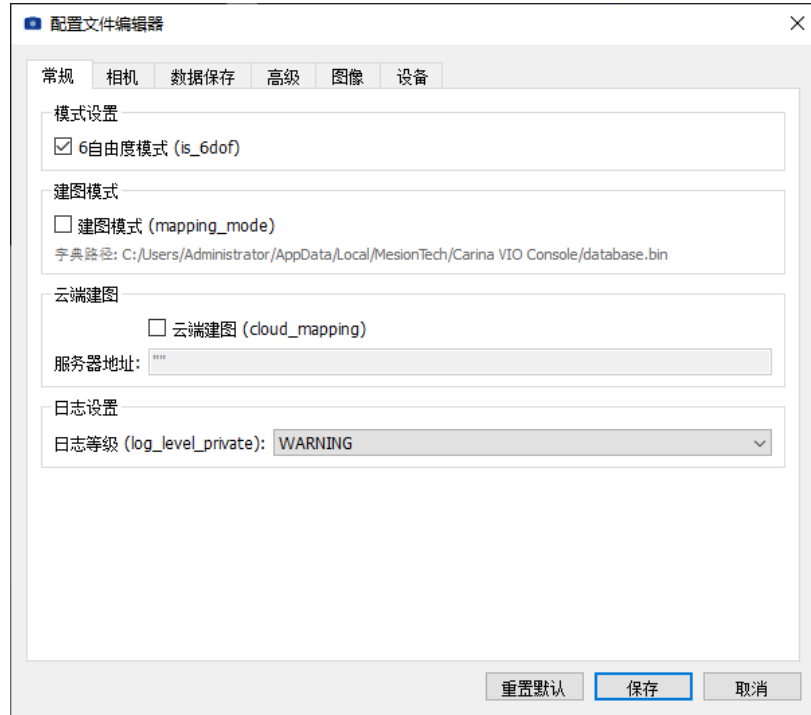 配置文件编辑器
常规 相机 数据保存 高级 图像 设备
模式设置
6自由度模式 (is_6dof)
建图模式
建图模式 (mapping_mode)
字典路径: C:/Users/Administrator/AppData/Local/MesionTech/Carina VIO Console/database.bin
云端建图
云端建图 (cloud_mapping)
服务器地址: ""
日志设置
日志等级 (log_level_private): WARNING
重置默认 保存 取消